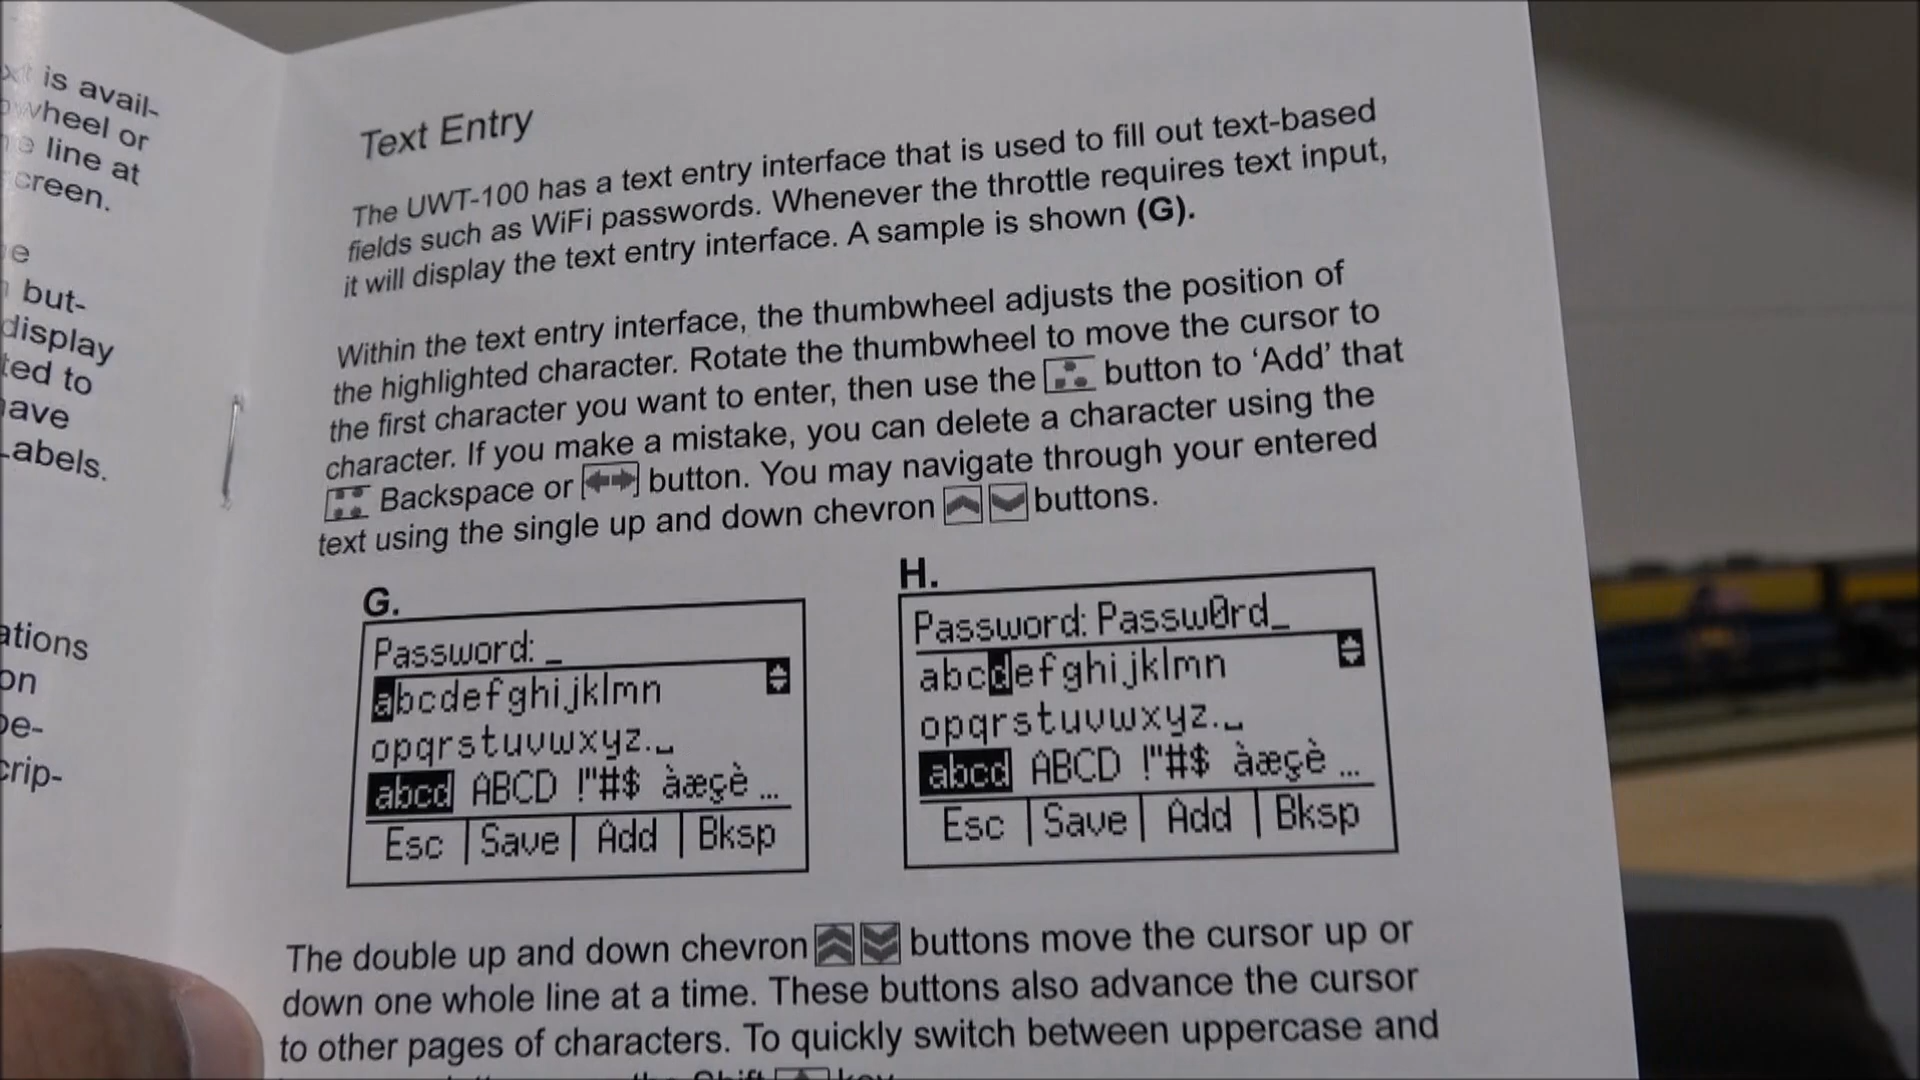 is avail-
wheel or
line at
creen.
e
but-
display
ted to
ave
Labels.
ations
on
be-
crip-
Text Entry
The UWT-100 has a text entry interface that is used to fill out text-based
fields such as WiFi passwords. Whenever the throttle requires text input,
it will display the text entry interface. A sample is shown (G).
Within the text entry interface, the thumbwheel adjusts the position of
the highlighted character. Rotate the thumbwheel to move the cursor to
the first character you want to enter, then use the button to ‘Add’ that
character. If you make a mistake, you can delete a character using the
Backspace or button. You may navigate through your entered
text using the single up and down chevron buttons.
G.
Password: _
abcdefghijklmn
opqrstuvwxyz.⎵
abcd ABCD !"#$ àæçè ...
Esc | Save | Add | Bksp
H.
Password: Passw0rd_
abcdefghijklmn
opqrstuvwxyz.⎵
abcd ABCD !"#$ àæçè ...
Esc | Save | Add | Bksp
The double up and down chevron buttons move the cursor up or
down one whole line at a time. These buttons also advance the cursor
to other pages of characters. To quickly switch between uppercase and
the Shift key